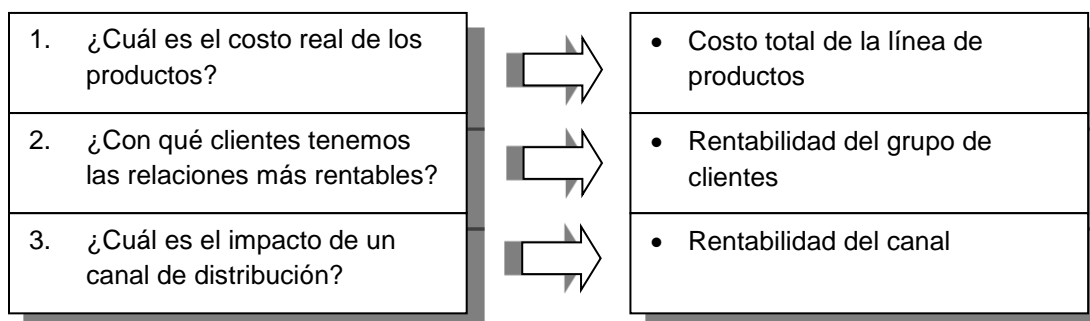 1. ¿Cuál es el costo real de los
productos?
• Costo total de la línea de
productos
2. ¿Con qué clientes tenemos
las relaciones más rentables?
• Rentabilidad del grupo de
clientes
3. ¿Cuál es el impacto de un
canal de distribución?
• Rentabilidad del canal